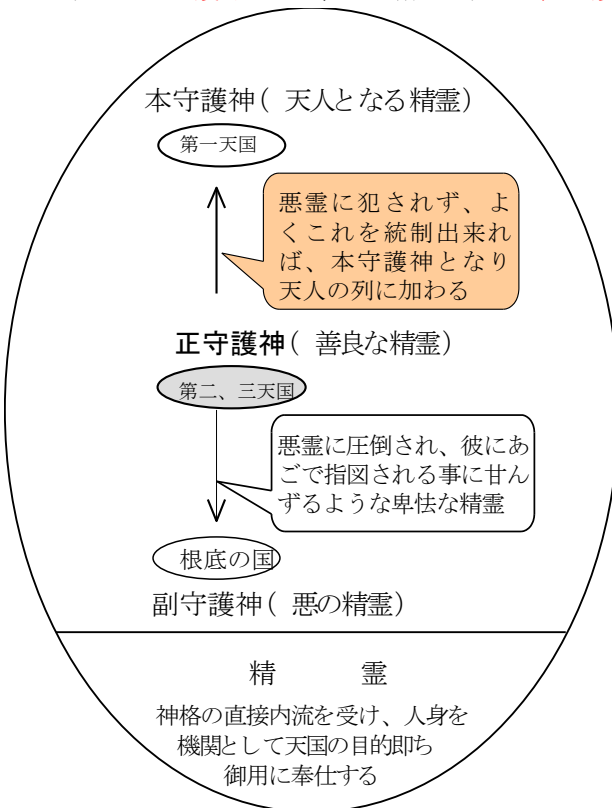 本守護神( 天人となる精霊)
第一天国
悪霊に犯されず、よ
くこれを統制出来れ
ば、本守護神となり
天人の列に加わる
正守護神( 善良な精霊)
第二、三天国
悪霊に圧倒され、彼にあ
ごで指図される事に甘ん
ずるような卑怯な精霊
根底の国
副守護神( 悪の精霊)
精 霊
神格の直接内流を受け、人身を
機関として天国の目的即ち
御用に奉仕する